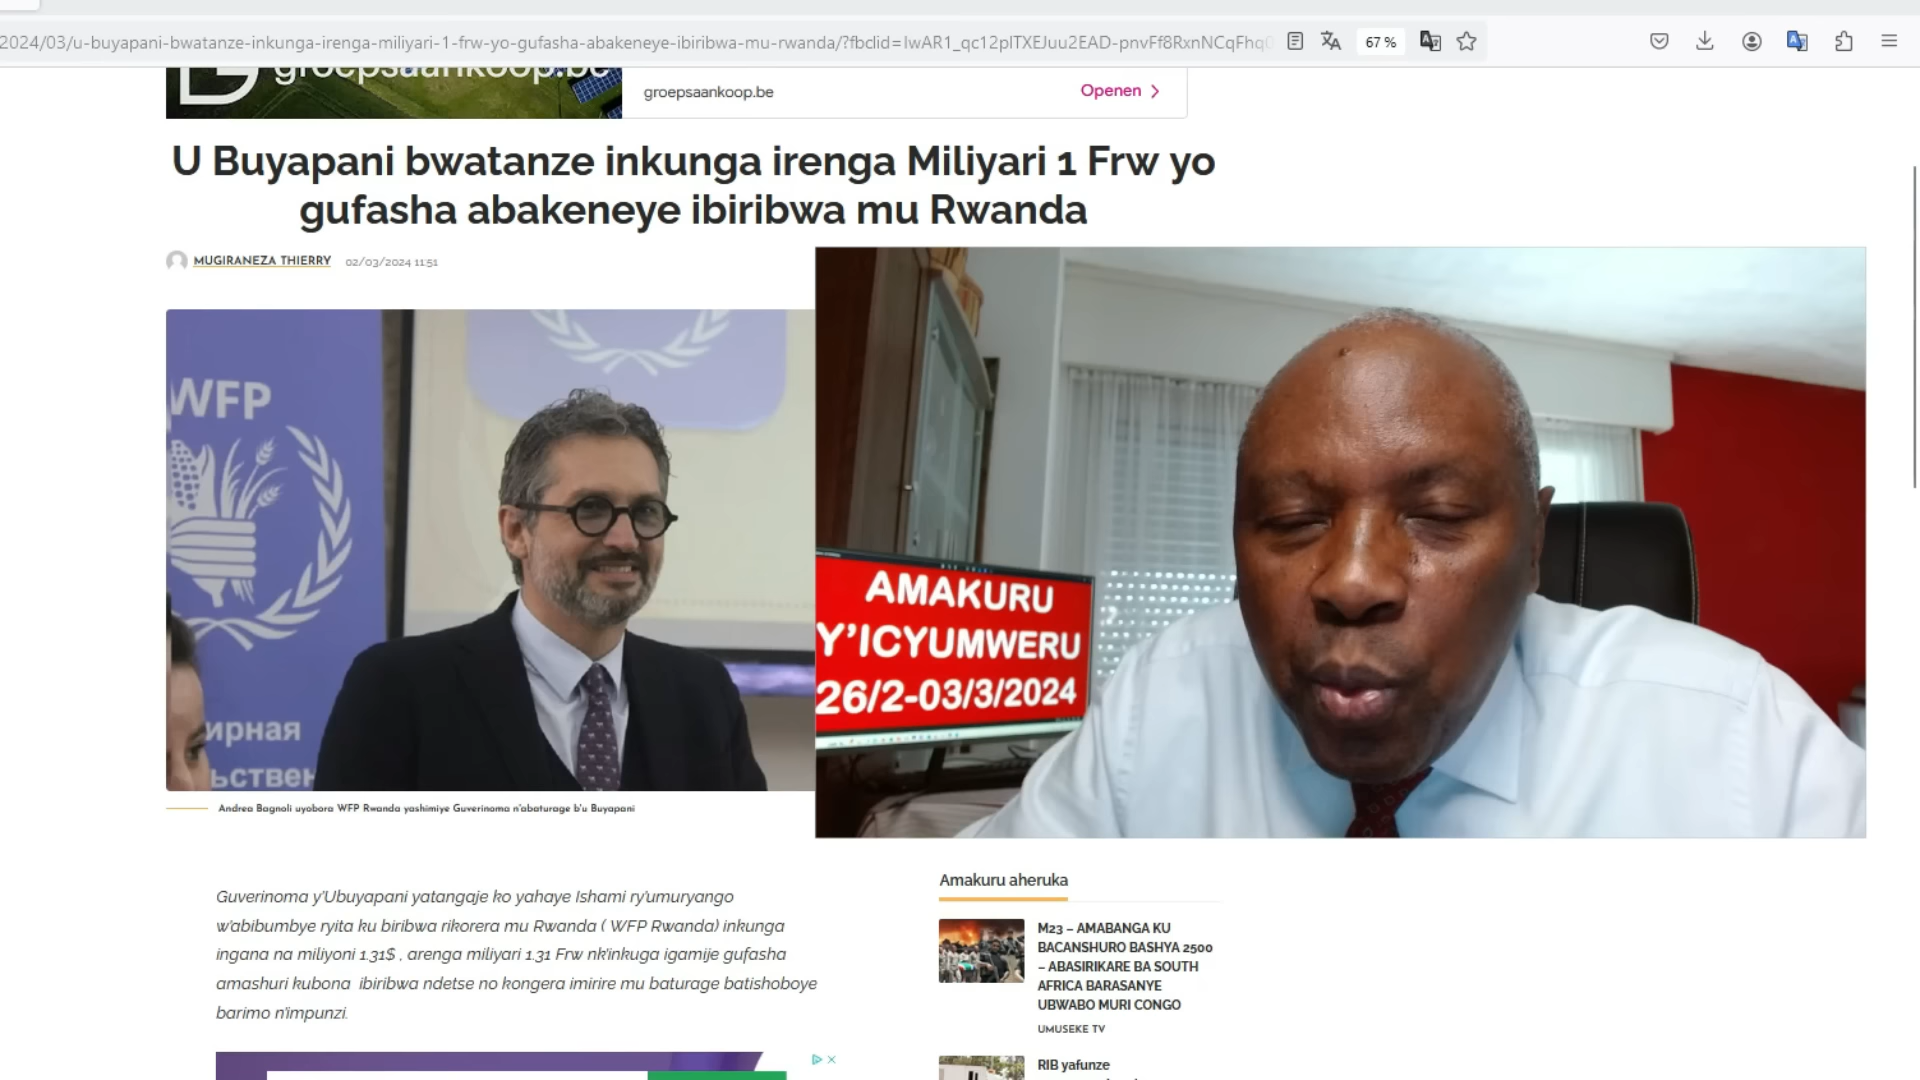 2024/03/u-buyapani-bwatanze-inkunga-irenga-miliyari-1-frw-yo-gufasha-abakeneye-ibiribwa-mu-rwanda/?fbclid=IwAR1_qc12plTXEJuu2EAD-pnvFf8RxnNCqFhq
67 %
groepsaankoop.be
groepsaankoop.be
Openen
U Buyapani bwatanze inkunga irenga Miliyari 1 Frw yo
gufasha abakeneye ibiribwa mu Rwanda
MUGIRANEZA THIERRY 02/03/2024 11:51
WFP
ирная
ьствен
AMAKURU
Y'ICYUMWERU
26/2-03/3/2024
Andrea Bagnoli uyobora WFP Rwanda yashimiye Guverinoma n'abaturage b'u Buyapani
Guverinoma y'Ubuyapani yatangaje ko yahaye Ishami ry'umuryango
w'abibumbye ryita ku biribwa rikorera mu Rwanda ( WFP Rwanda) inkunga
ingana na miliyoni 1.31$ , arenga miliyari 1.31 Frw nk'inkuga igamije gufasha
amashuri kubona ibiribwa ndetse no kongera imirire mu baturage batishoboye
barimo n'impunzi.
Amakuru aheruka
M23 – AMABANGA KU
BACANSHURO BASHYA 2500
– ABASIRIKARE BA SOUTH
AFRICA BARASANYE
UBWABO MURI CONGO
UMUSEKE TV
RIB yafunze